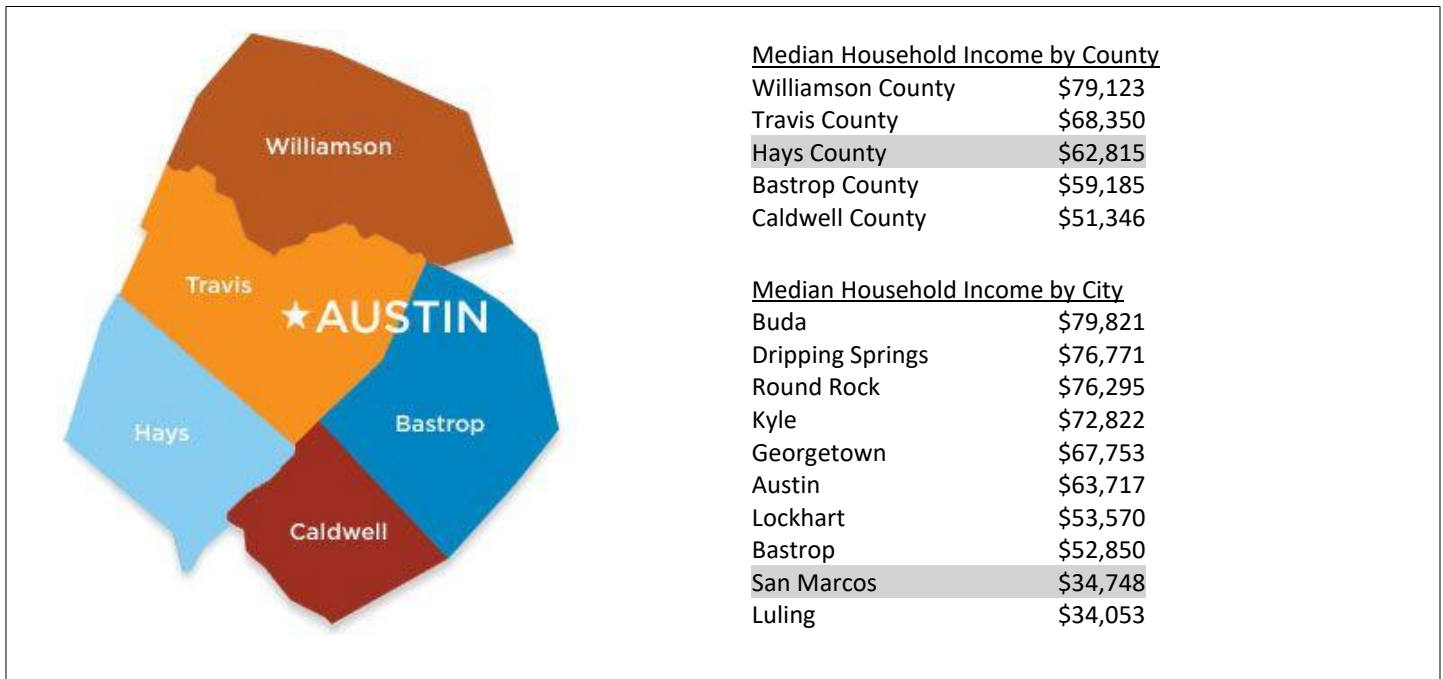 Williamson
Travis
★AUSTIN
Hays
Bastrop
Caldwell
Median Household Income by County
Williamson County $79,123
Travis County $68,350
Hays County $62,815
Bastrop County $59,185
Caldwell County $51,346
Median Household Income by City
Buda $79,821
Dripping Springs $76,771
Round Rock $76,295
Kyle $72,822
Georgetown $67,753
Austin $63,717
Lockhart $53,570
Bastrop $52,850
San Marcos $34,748
Luling $34,053